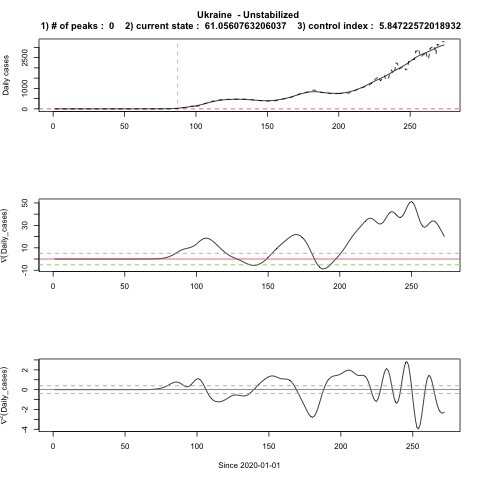 Ukraine - Unstabilized
1) # of peaks : 0 2) current state : 61.0560763206037 3) control index : 5.84722572018932
Daily cases
0 1000 2500
0 50 100 150 200 250
∇(Daily_cases)
-10 10 30 50
0 50 100 150 200 250
∇²(Daily_cases)
-4 -2 0 2
0 50 100 150 200 250
Since 2020-01-01